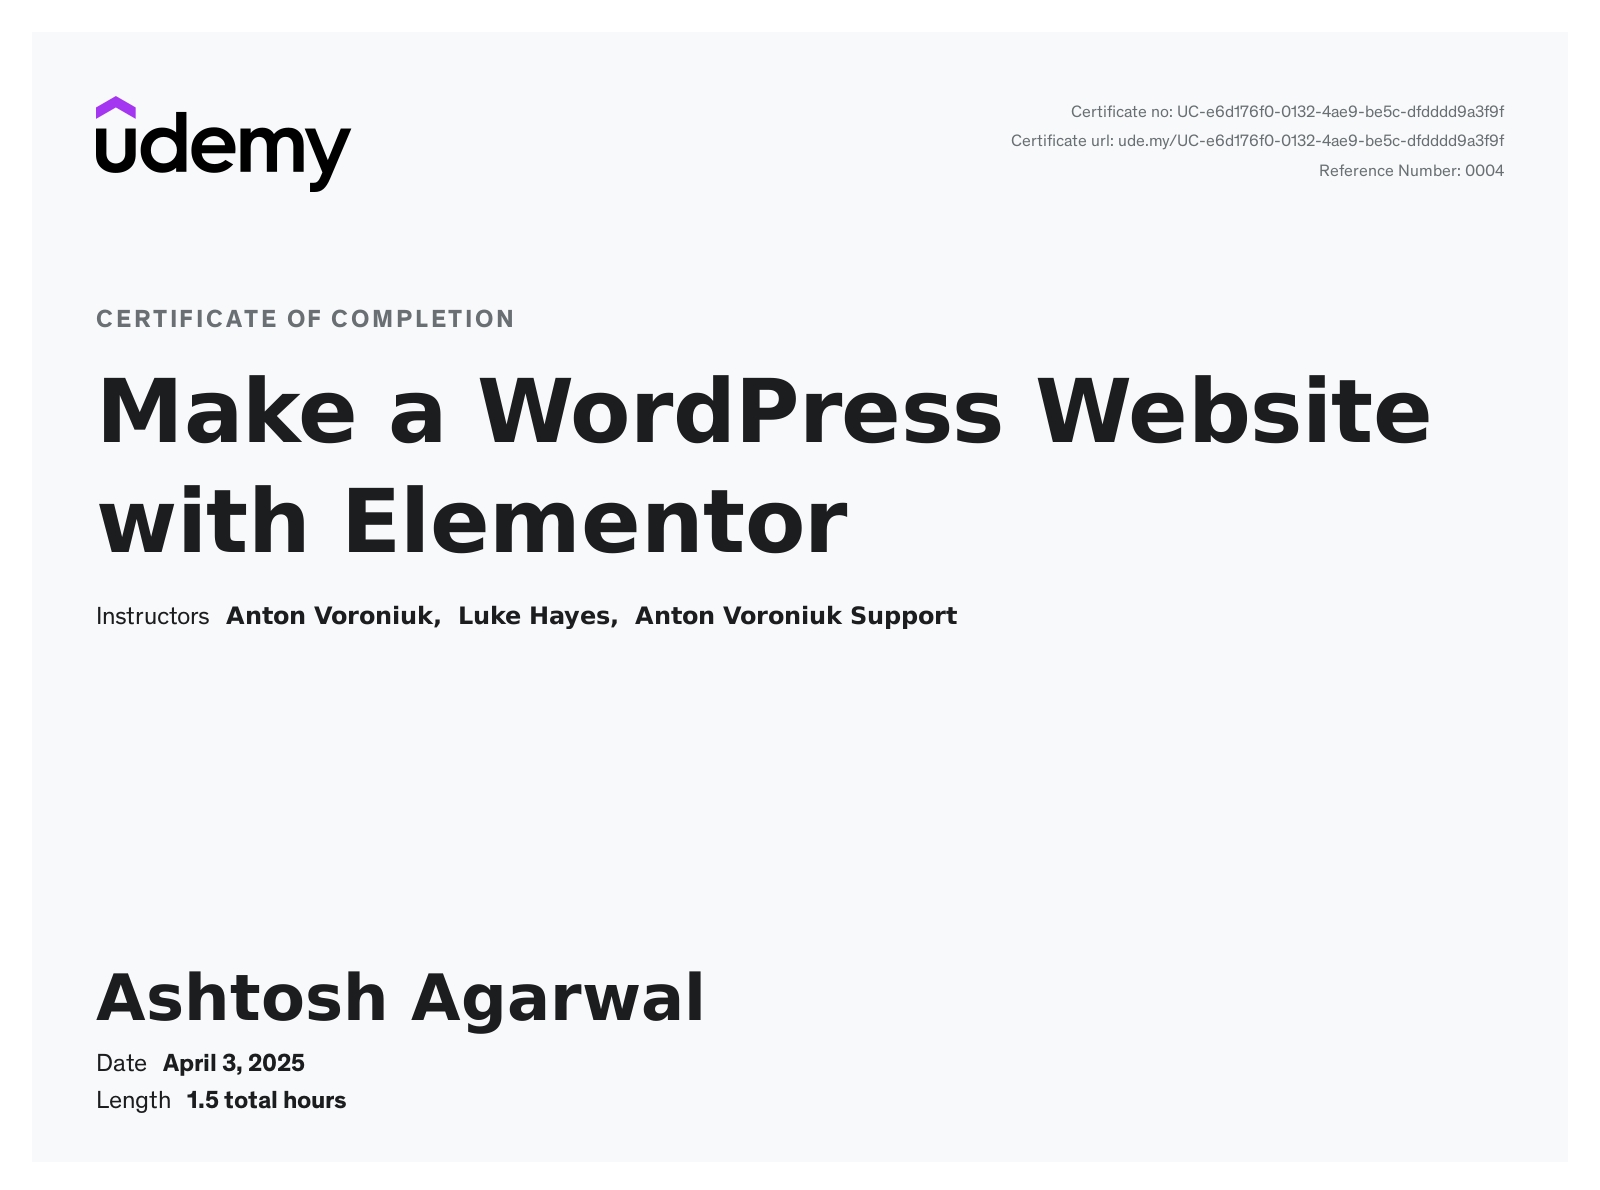 udemy
Certificate no: UC-e6d176f0-0132-4ae9-be5c-dfdddd9a3f9f
Certificate url: ude.my/UC-e6d176f0-0132-4ae9-be5c-dfdddd9a3f9f
Reference Number: 0004
CERTIFICATE OF COMPLETION
Make a WordPress Website
with Elementor
Instructors Anton Voroniuk, Luke Hayes, Anton Voroniuk Support
Ashtosh Agarwal
Date April 3, 2025
Length 1.5 total hours